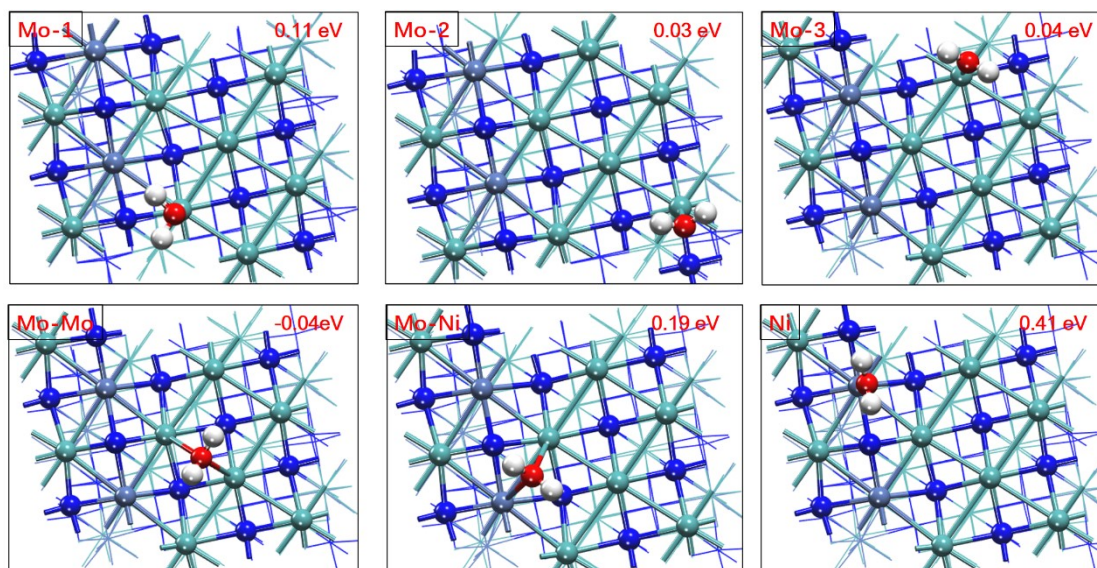 Mo-1
0.11 eV
Mo-2
0.03 eV
Mo-3
0.04 eV
Mo-Mo
-0.04eV
Mo-Ni
0.19 eV
Ni
0.41 eV